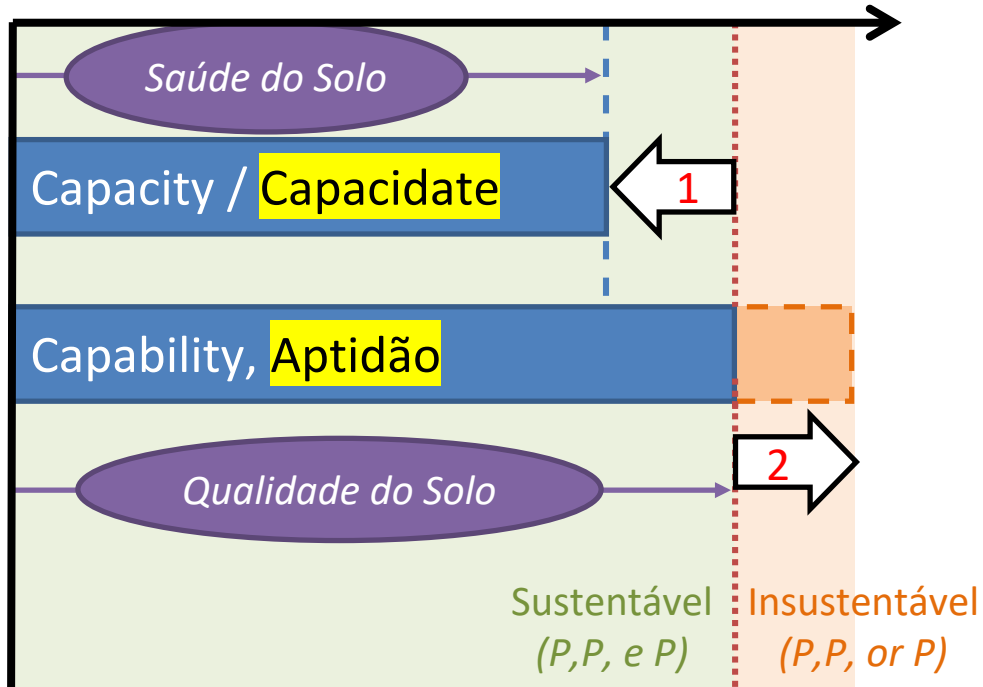 Saúde do Solo
Capacity / Capacidate
1
Capability, Aptidão
2
Qualidade do Solo
Sustentável
(P,P, e P)
Insustentável
(P,P, or P)